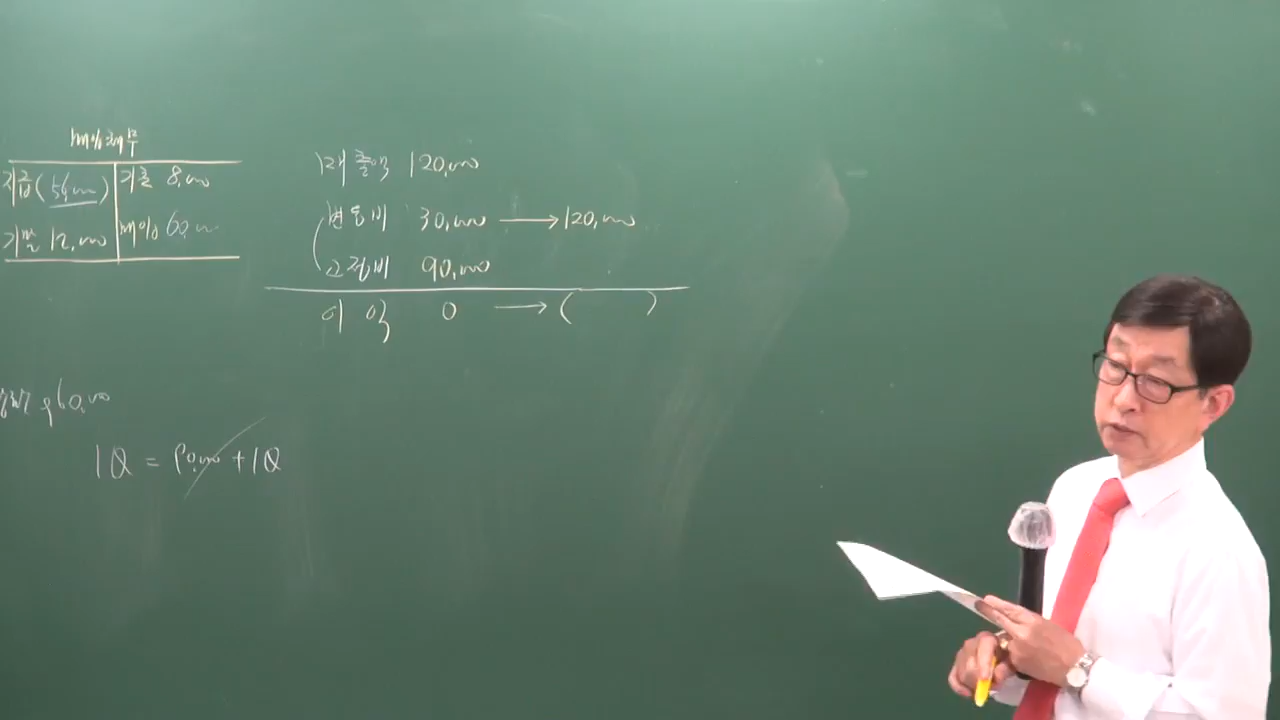 매입채무
(56,000) 기초 8,000
기말 12,000 매입 60,000
매출액 120,000
변동비 30,000 → 120,000
고정비 90,000
이익 0 → ( )
960,000
1Q = 90,000 + 1Q